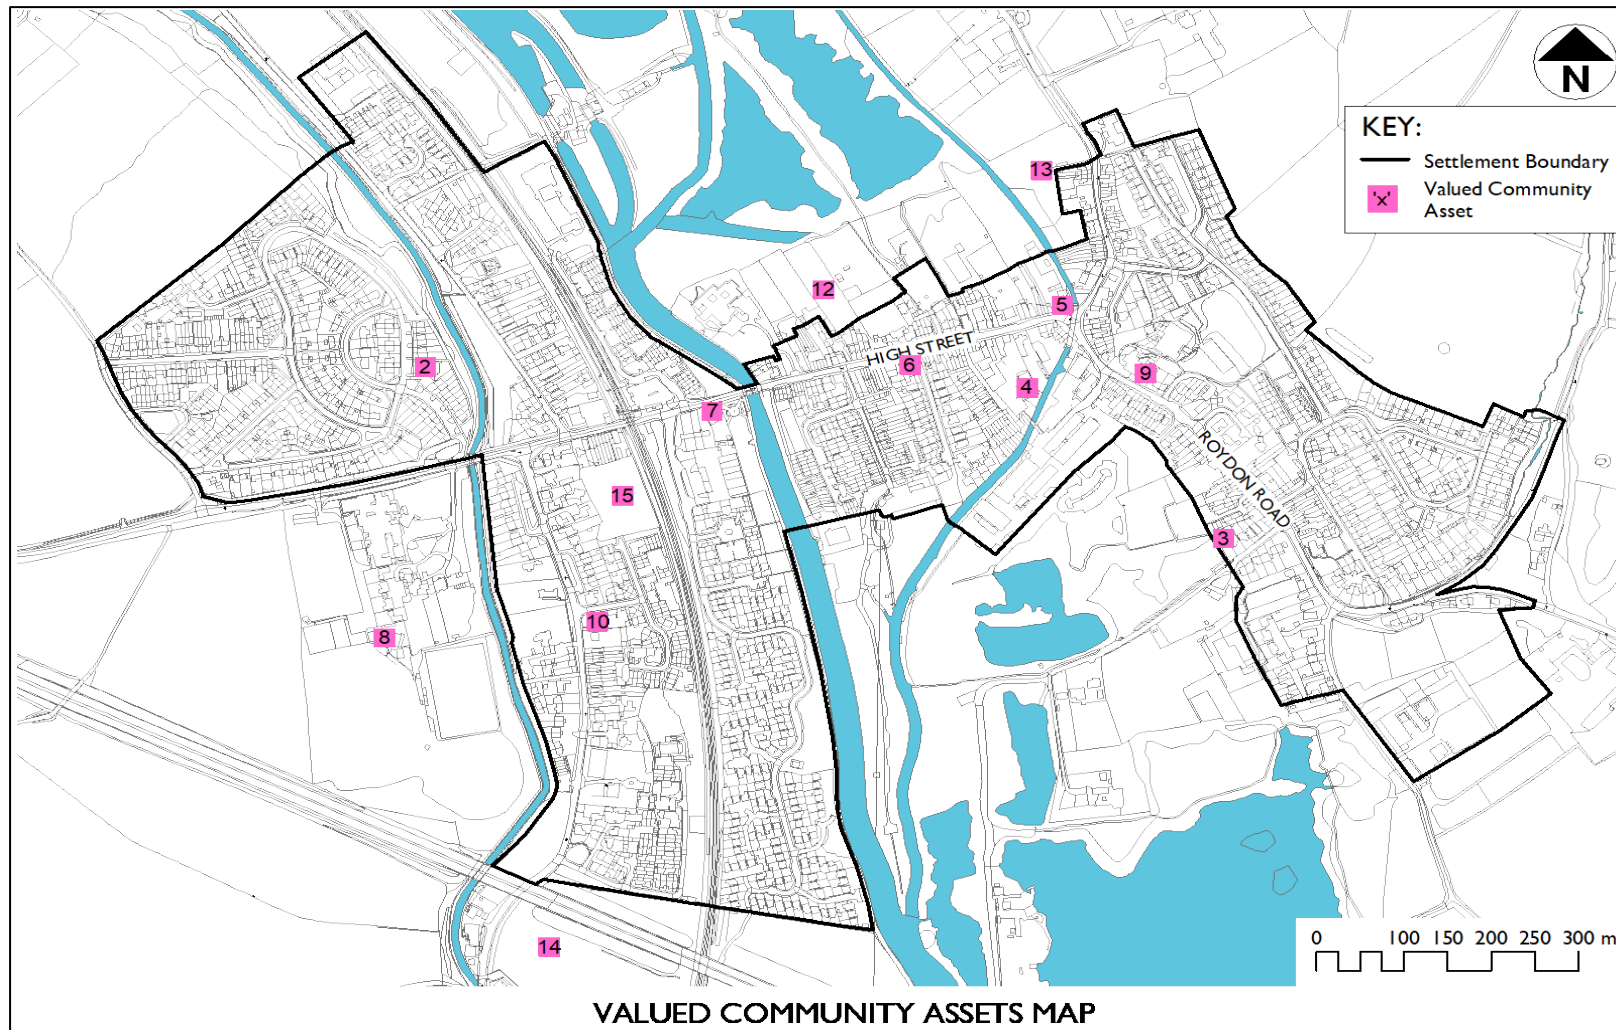 N
KEY:
Settlement Boundary
'x'
Valued Community
Asset
13
12
5
HIGH STREET
6
2
9
4
7
ROYDON ROAD
15
3
10
8
14
0 100 150 200 250 300 m
VALUED COMMUNITY ASSETS MAP